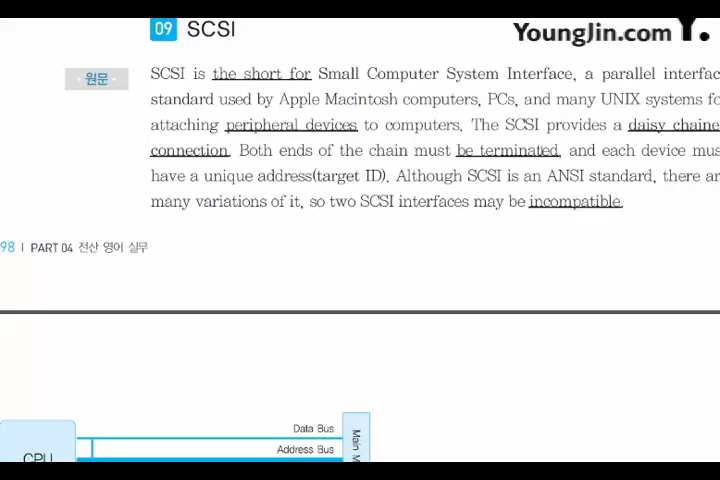 09 SCSI
YoungJin.com Y.
원문
SCSI is the short for Small Computer System Interface, a parallel interfac
standard used by Apple Macintosh computers, PCs, and many UNIX systems fo
attaching peripheral devices to computers. The SCSI provides a daisy chaine
connection. Both ends of the chain must be terminated, and each device mus
have a unique address(target ID). Although SCSI is an ANSI standard, there ar
many variations of it, so two SCSI interfaces may be incompatible.
98 | PART 04 전산 영어 실무
Data Bus
Address Bus
CPU
Main M